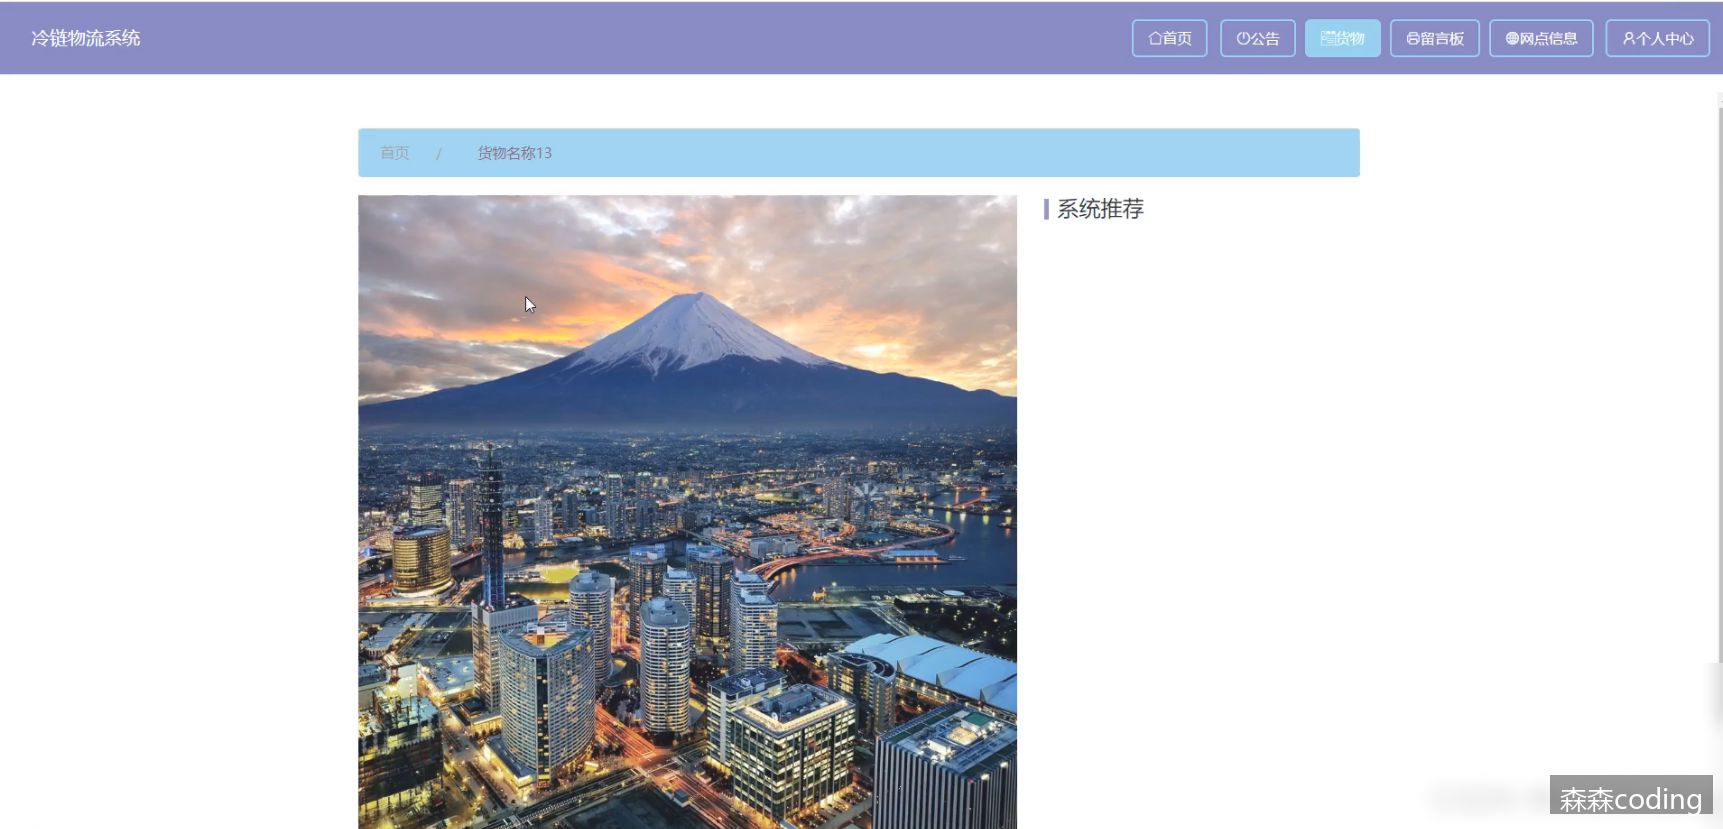 冷链物流系统
首页
公告
货物
留言板
网点信息
个人中心
首页 / 货物名称13
系统推荐
森森coding